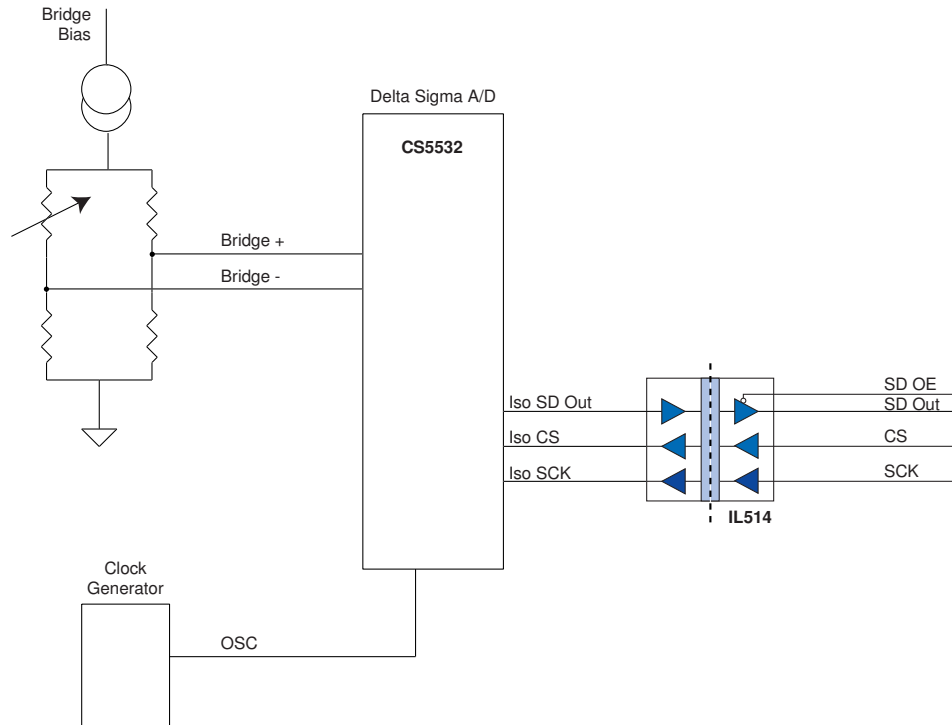 Bridge
Bias
Delta Sigma A/D
CS5532
Bridge +
Bridge -
SD OE
Iso SD Out
SD Out
Iso CS
CS
Iso SCK
SCK
IL514
Clock
Generator
OSC